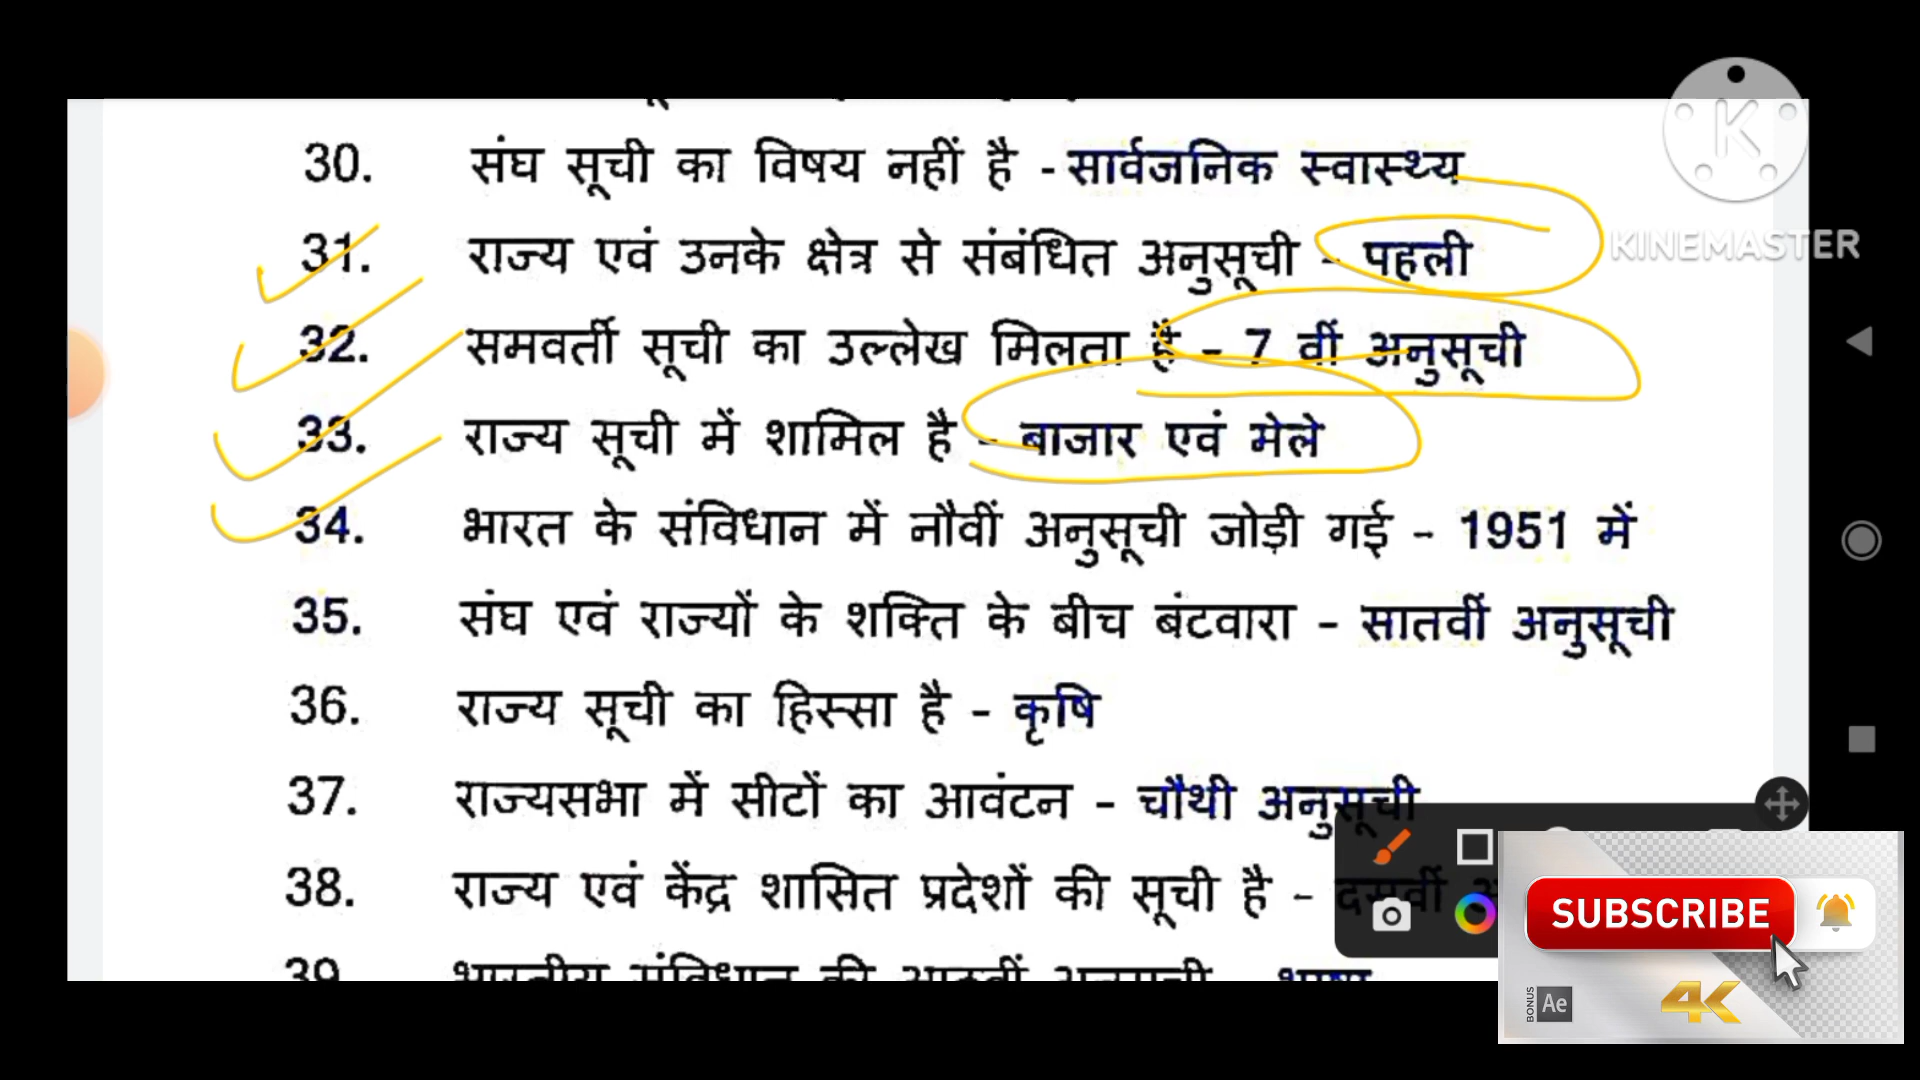 30. संघ सूची का विषय नहीं है - सार्वजनिक स्वास्थ्य
31. राज्य एवं उनके क्षेत्र से संबंधित अनुसूची - पहली
KINEMASTER
32. समवर्ती सूची का उल्लेख मिलता है - 7 वीं अनुसूची
33. राज्य सूची में शामिल है - बाजार एवं मेले
34. भारत के संविधान में नौवीं अनुसूची जोड़ी गई - 1951 में
35. संघ एवं राज्यों के शक्ति के बीच बंटवारा - सातवीं अनुसूची
36. राज्य सूची का हिस्सा है - कृषि
37. राज्यसभा में सीटों का आवंटन - चौथी अनुसूची
38. राज्य एवं केंद्र शासित प्रदेशों की सूची है -
SUBSCRIBE
39.
BONUS Ae 4K